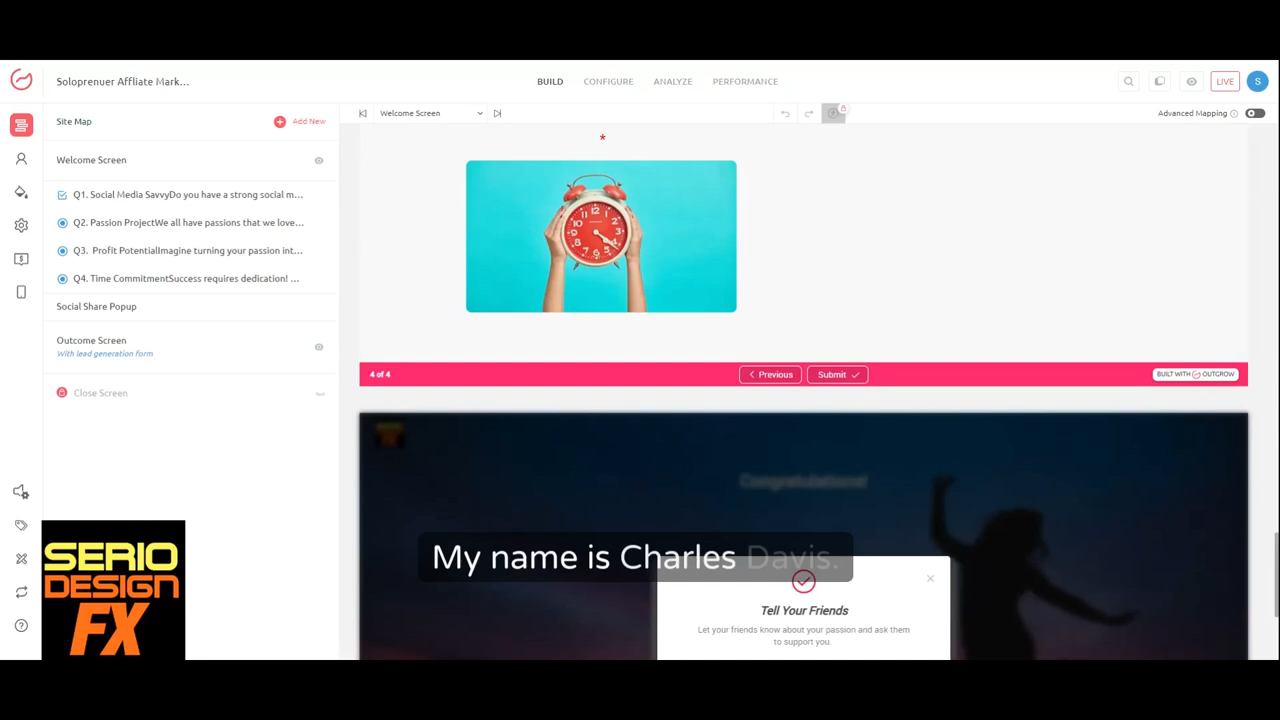 Soloprenuer Affliate Mark...
BUILD
CONFIGURE
ANALYZE
PERFORMANCE
LIVE
S
Site Map
Add New
Welcome Screen
Advanced Mapping
Welcome Screen
Q1. Social Media SavvyDo you have a strong social m...
Q2. Passion ProjectWe all have passions that we love...
Q3. Profit PotentialImagine turning your passion int...
Q4. Time CommitmentSuccess requires dedication! ...
Social Share Popup
Outcome Screen
With lead generation form
Close Screen
*
4 of 4
Previous
Submit
BUILT WITH OUTGROW
Congratulations!
My name is Charles Davis.
Tell Your Friends
Let your friends know about your passion and ask them
to support you.
SERIO
DESIGN
FX